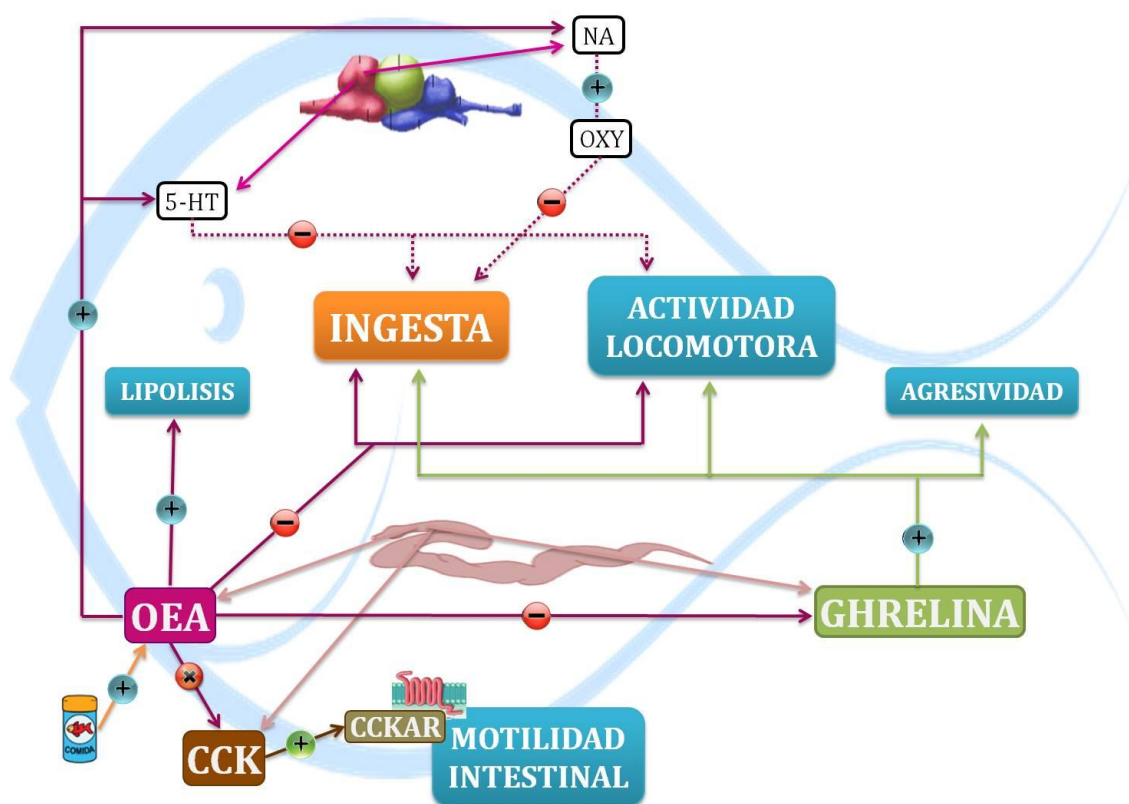 NA
+
OXY
−
5-HT
−
+
INGESTA
ACTIVIDAD
LOCOMOTORA
LIPOLISIS
AGRESIVIDAD
+
−
+
OEA
−
GHRELINA
×
+
COMIDA
CCK
+
CCKAR
MOTILIDAD
INTESTINAL